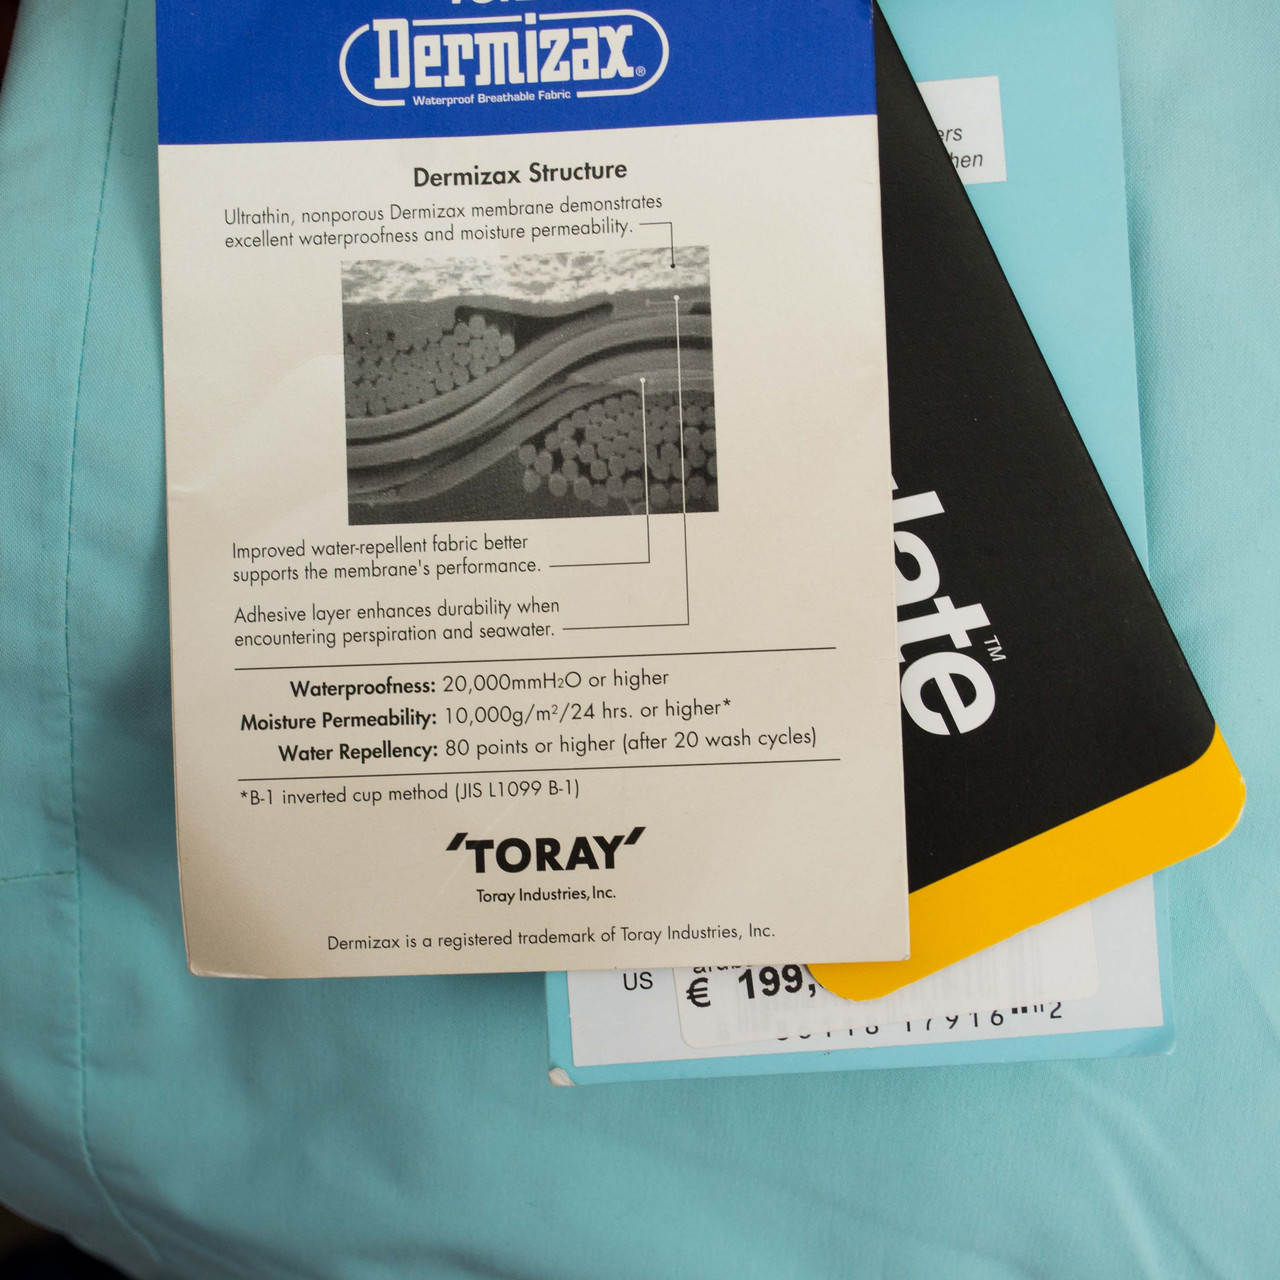 Dermizax®
Waterproof Breathable Fabric
Dermizax Structure
Ultrathin, nonporous Dermizax membrane demonstrates
excellent waterproofness and moisture permeability.
Improved water-repellent fabric better
supports the membrane's performance.
Adhesive layer enhances durability when
encountering perspiration and seawater.
Waterproofness: 20,000mmH₂O or higher
Moisture Permeability: 10,000g/m²/24 hrs. or higher*
Water Repellency: 80 points or higher (after 20 wash cycles)
*B-1 inverted cup method (JIS L1099 B-1)
'TORAY'
Toray Industries, Inc.
Dermizax is a registered trademark of Toray Industries, Inc.
late™
US
€ 199,